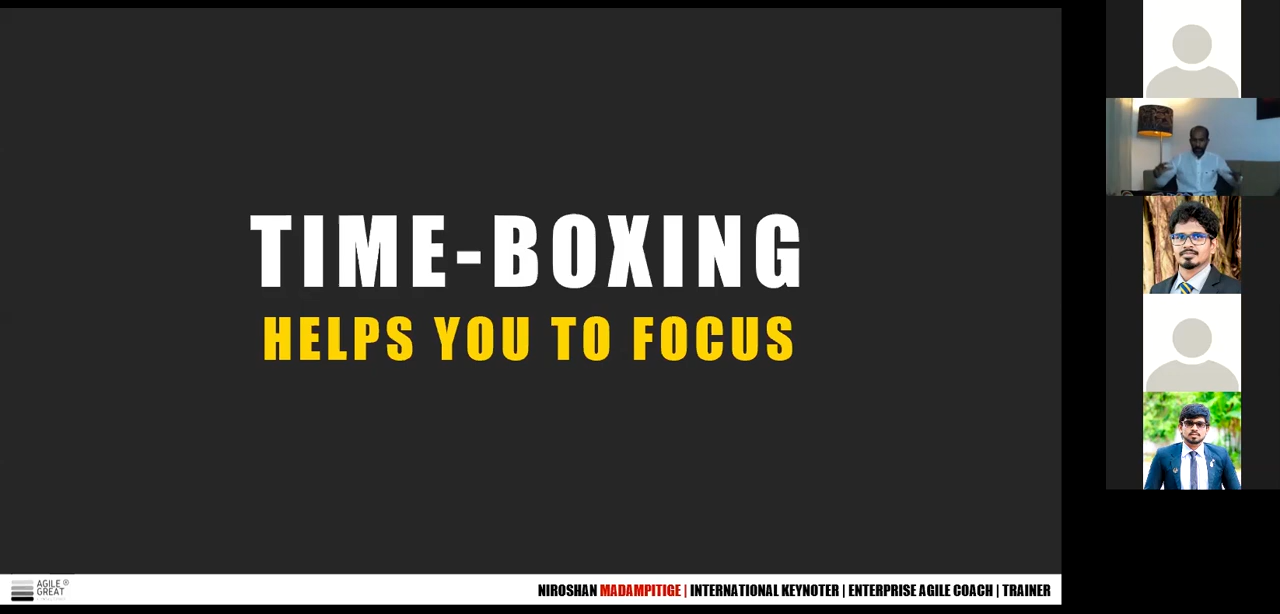 TIME-BOXING
HELPS YOU TO FOCUS
AGILE ®
GREAT
NIROSHAN MADAMPITIGE | INTERNATIONAL KEYNOTER | ENTERPRISE AGILE COACH | TRAINER